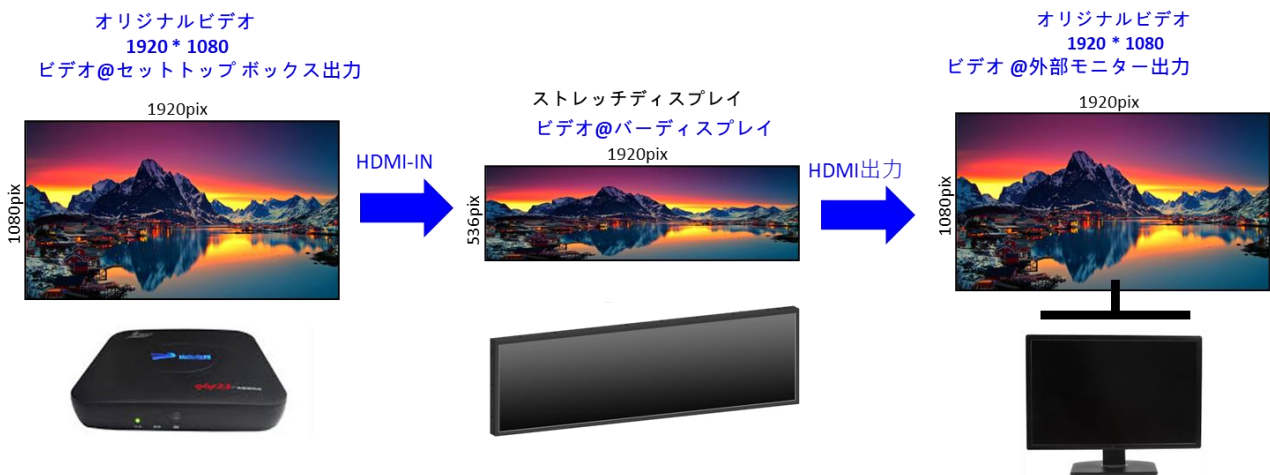 オリジナルビデオ
1920 * 1080
ビデオ@セットトップ ボックス出力
1920pix
1080pix
HDMI-IN
ストレッチディスプレイ
ビデオ@バーディスプレイ
1920pix
536pix
HDMI出力
オリジナルビデオ
1920 * 1080
ビデオ @外部モニター出力
1920pix
1080pix